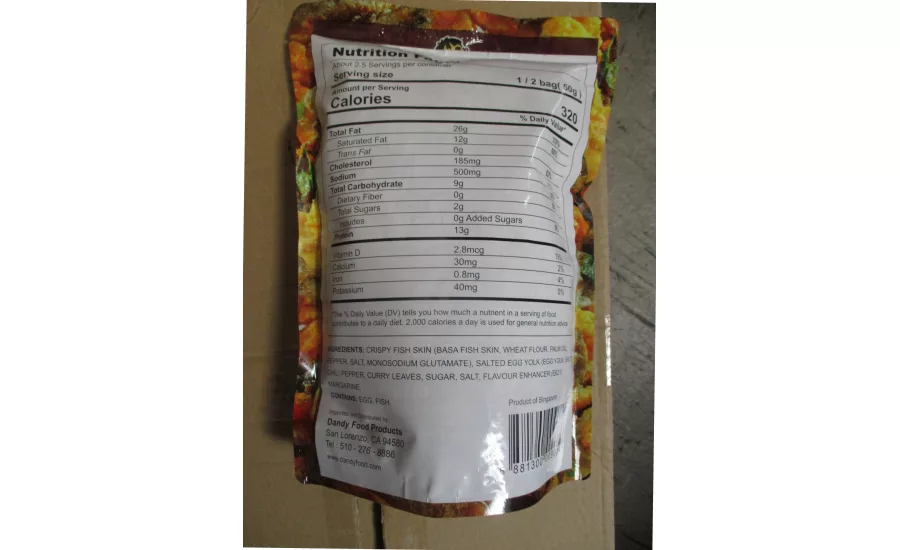 Nutrition
About 2.5 Servings per container
Serving size 1 / 2 bag( 50g )
Amount per Serving
Calories 320
% Daily Value*
Total Fat 26g
Saturated Fat 12g
Trans Fat 0g
Cholesterol 185mg
Sodium 500mg
Total Carbohydrate 9g
Dietary Fiber 0g
Total Sugars 2g
Includes 0g Added Sugars
Protein 13g
Vitamin D 2.8mcg
Calcium 30mg 2%
Iron 0.8mg 4%
Potassium 40mg 0%
*The % Daily Value (DV) tells you how much a nutrient in a serving of food
contributes to a daily diet. 2,000 calories a day is used for general nutrition advice
INGREDIENTS: CRISPY FISH SKIN (BASA FISH SKIN, WHEAT FLOUR, PALM OIL,
PEPPER, SALT, MONOSODIUM GLUTAMATE), SALTED EGG YOLK (EGG YOLK,
CHILI PEPPER, CURRY LEAVES, SUGAR, SALT, FLAVOUR ENHANCER
MARGARINE.
CONTAINS: EGG, FISH.
Product of Singapore
Dandy Food Products
San Lorenzo, CA 94580
Tel : 510 - 276 - 8886
www.dandyfood.com